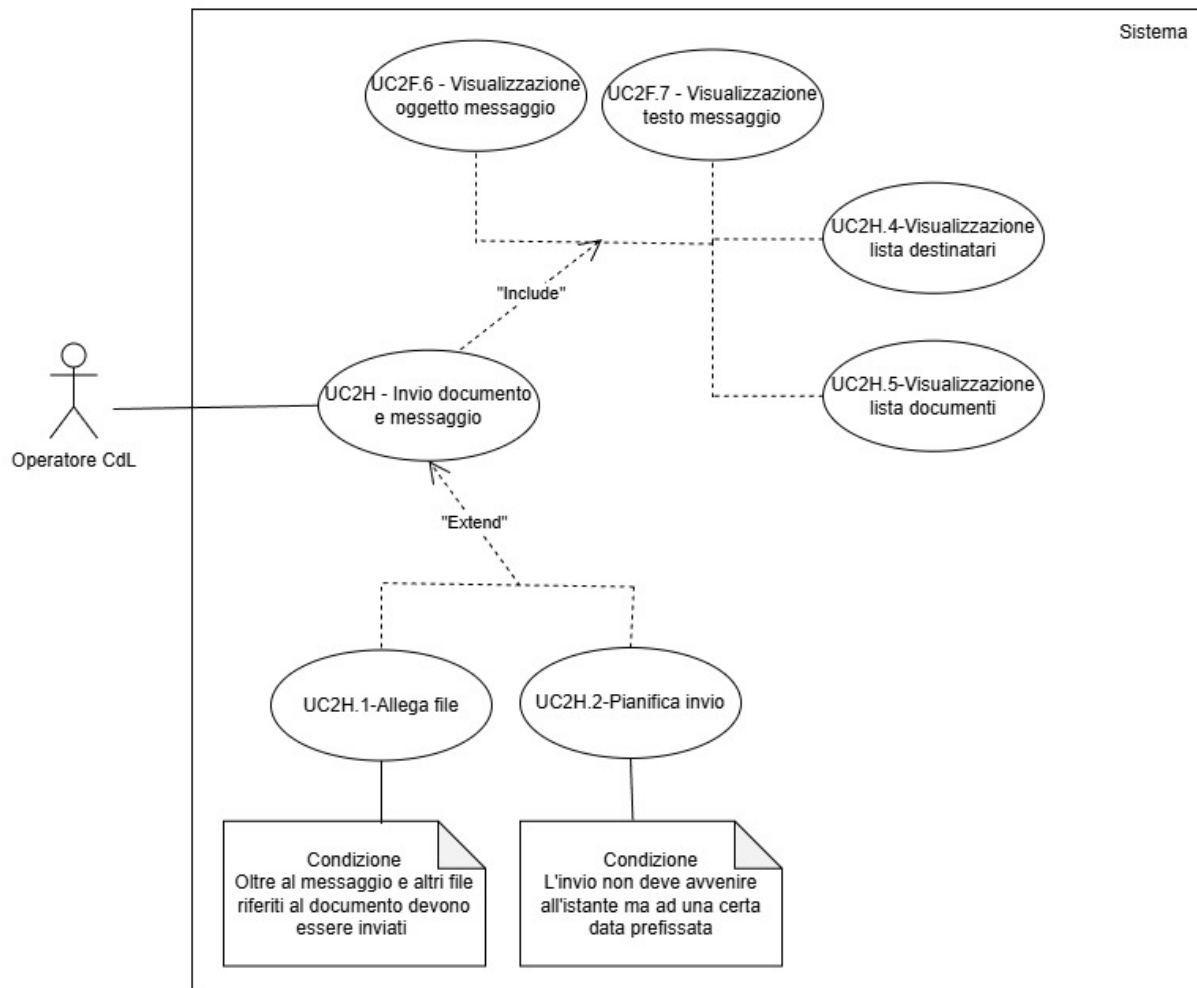 Sistema
UC2F.6 - Visualizzazione
oggetto messaggio
UC2F.7 - Visualizzazione
testo messaggio
UC2H.4-Visualizzazione
lista destinatari
"Include"
UC2H - Invio documento
e messaggio
UC2H.5-Visualizzazione
lista documenti
Operatore CdL
"Extend"
UC2H.1-Allega file
UC2H.2-Pianifica invio
Condizione
Oltre al messaggio e altri file
riferiti al documento devono
essere inviati
Condizione
L'invio non deve avvenire
all'istante ma ad una certa
data prefissata